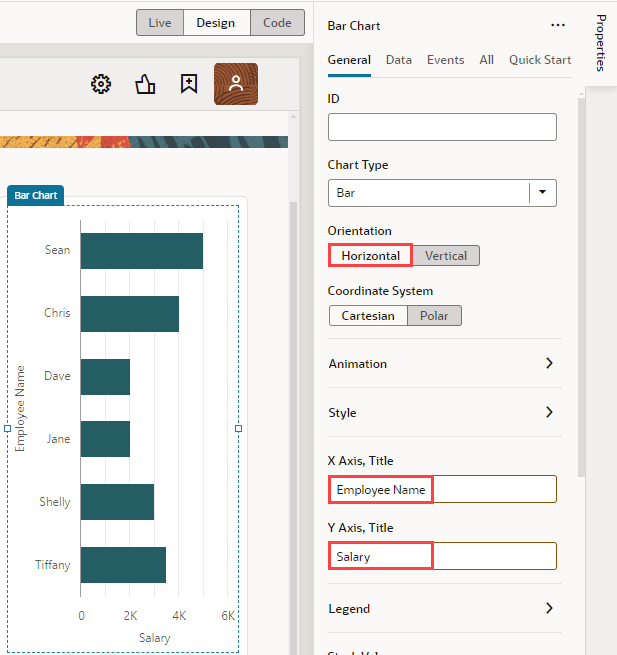 Live Design Code
Bar Chart
Sean
Chris
Dave
Jane
Shelly
Tiffany
Employee Name
0 2K 4K 6K
Salary
Bar Chart ...
General Data Events All Quick Start
ID
Chart Type
Bar
Orientation
Horizontal Vertical
Coordinate System
Cartesian Polar
Animation
Style
X Axis, Title
Employee Name
Y Axis, Title
Salary
Legend
Properties